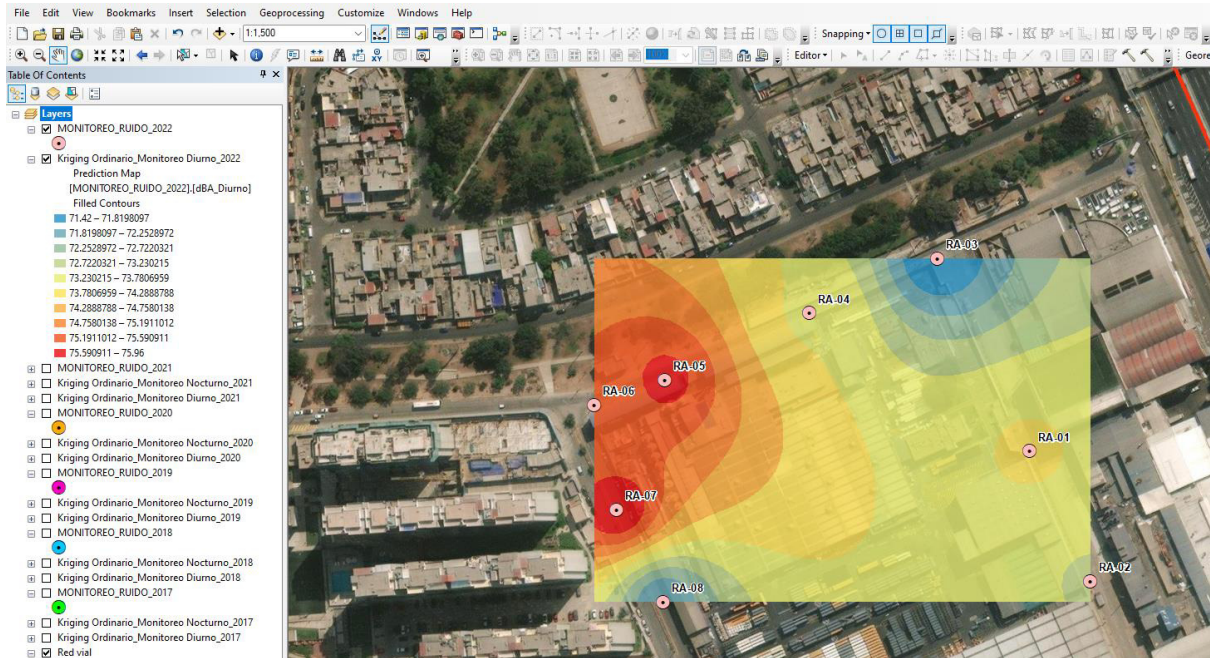 File Edit View Bookmarks Insert Selection Geoprocessing Customize Windows Help
1:1,500
Snapping
Editor
Geore
Table Of Contents
Layers
MONITOREO_RUIDO_2022
Kriging Ordinario_Monitoreo Diurno_2022
Prediction Map
[MONITOREO_RUIDO_2022].[dBA_Diurno]
Filled Contours
71.42 – 71.8198097
71.8198097 – 72.2528972
72.2528972 – 72.7220321
72.7220321 – 73.230215
73.230215 – 73.7806959
73.7806959 – 74.2888788
74.2888788 – 74.7580138
74.7580138 – 75.1911012
75.1911012 – 75.590911
75.590911 – 75.96
MONITOREO_RUIDO_2021
Kriging Ordinario_Monitoreo Nocturno_2021
Kriging Ordinario_Monitoreo Diurno_2021
MONITOREO_RUIDO_2020
Kriging Ordinario_Monitoreo Nocturno_2020
Kriging Ordinario_Monitoreo Diurno_2020
MONITOREO_RUIDO_2019
Kriging Ordinario_Monitoreo Nocturno_2019
Kriging Ordinario_Monitoreo Diurno_2019
MONITOREO_RUIDO_2018
Kriging Ordinario_Monitoreo Nocturno_2018
Kriging Ordinario_Monitoreo Diurno_2018
MONITOREO_RUIDO_2017
Kriging Ordinario_Monitoreo Nocturno_2017
Kriging Ordinario_Monitoreo Diurno_2017
Red vial
RA-03
RA-04
RA-05
RA-06
RA-01
RA-07
RA-02
RA-08